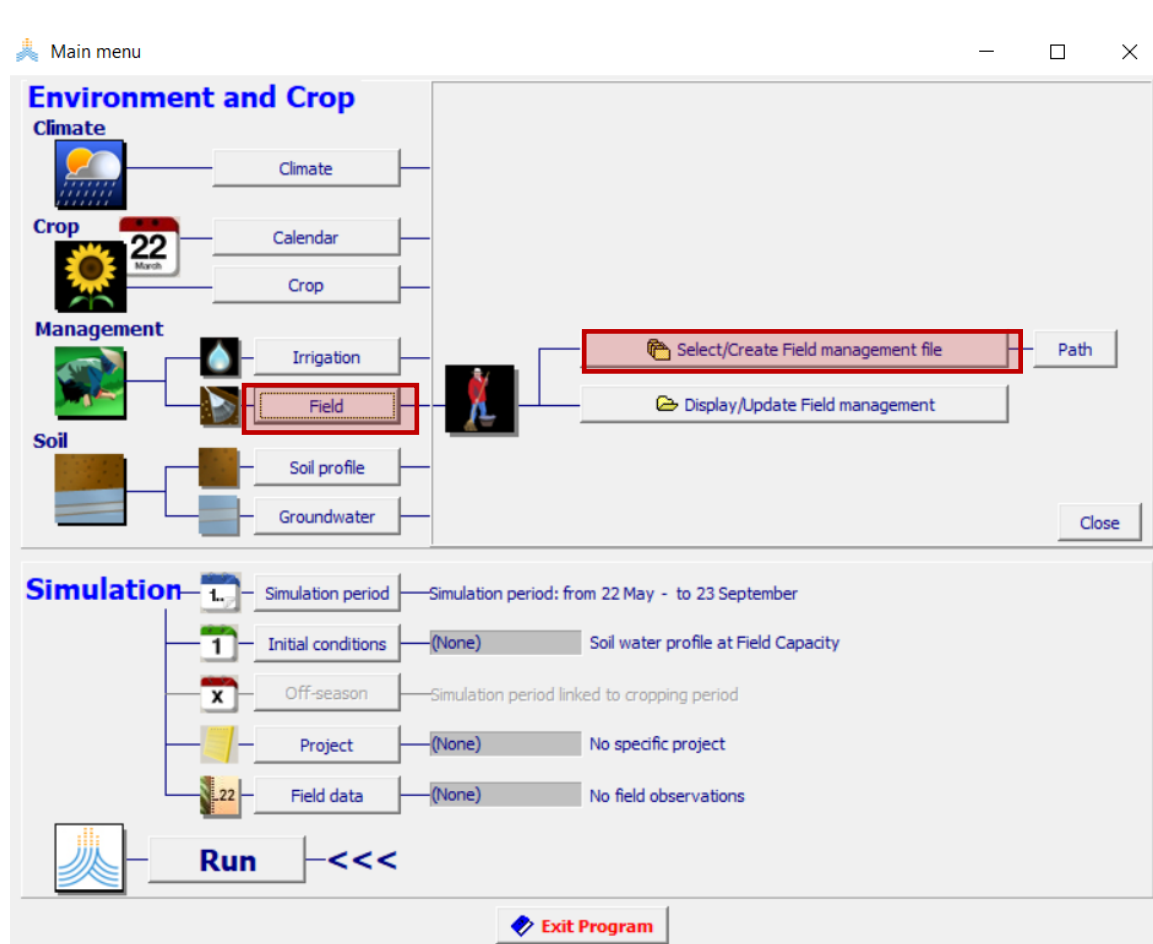 Main menu
Environment and Crop
Climate
Climate
Crop
22
March
Calendar
Crop
Management
Irrigation
Field
Select/Create Field management file
Path
Display/Update Field management
Soil
Soil profile
Groundwater
Close
Simulation
1..
Simulation period
Simulation period: from 22 May - to 23 September
1
Initial conditions
(None)
Soil water profile at Field Capacity
x
Off-season
Simulation period linked to cropping period
Project
(None)
No specific project
..22
Field data
(None)
No field observations
Run
<<<
Exit Program